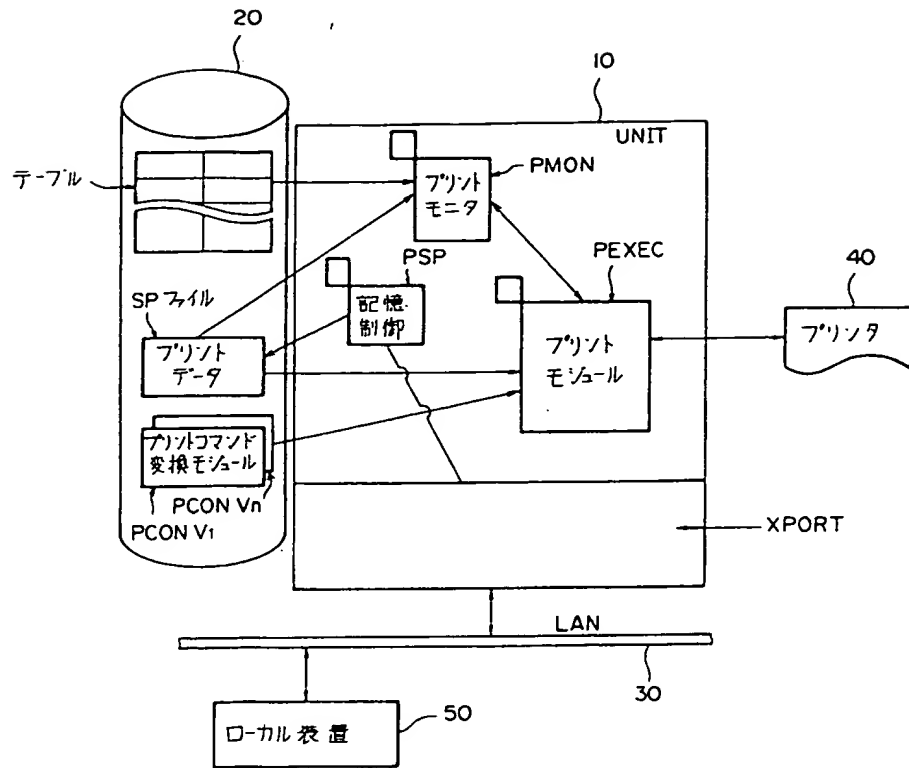 20
10
UNIT
テーブル
プリント
モニタ
PMON
PSP
PEXEC
40
SPファイル
記憶
制御
プリンタ
プリント
データ
プリント
モジュール
プリントコマンド
変換モジュール
PCON Vn
PCON V1
XPORT
LAN
30
ローカル装置
50